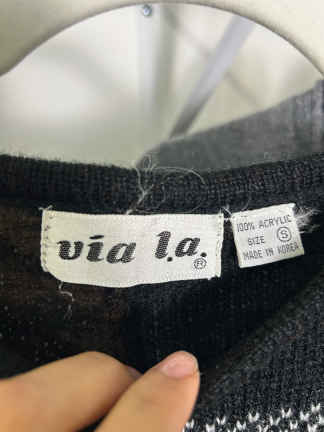 via l.a.®
100% ACRYLIC
SIZE Ⓢ
MADE IN KOREA